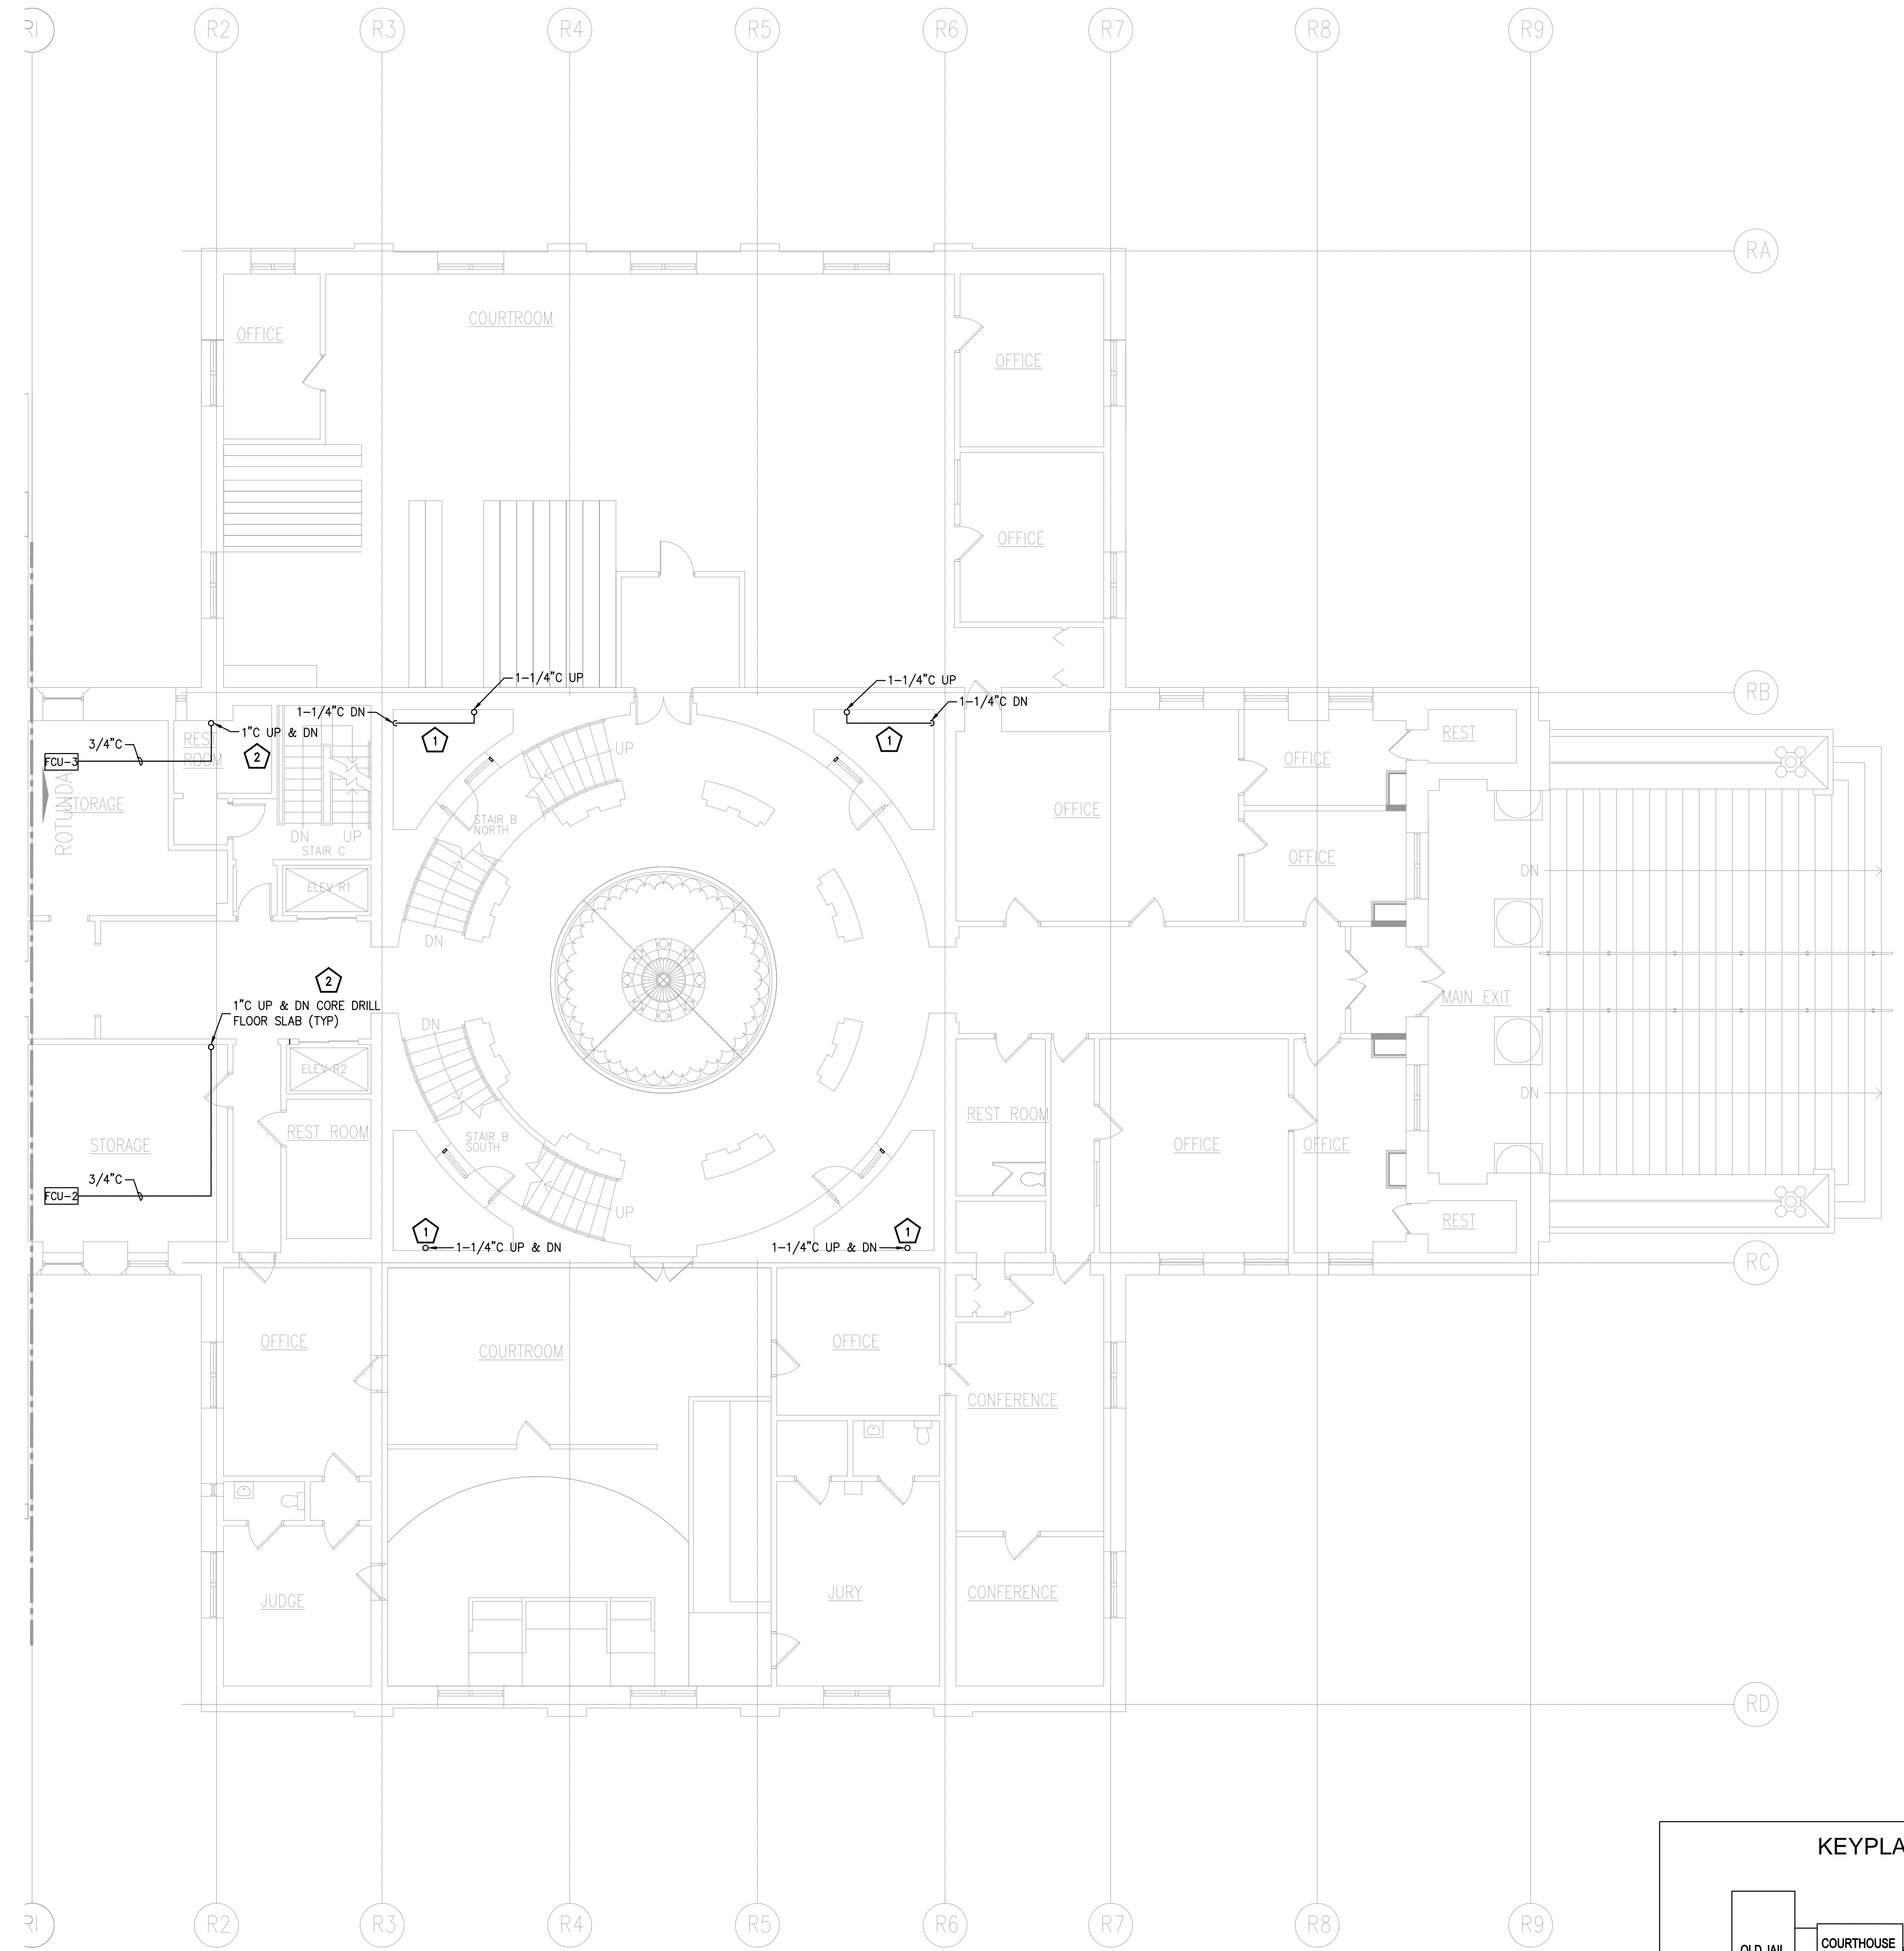 R1
R2
R3
R4
R5
R6
R7
R8
R9
RA
OFFICE
COURTROOM
OFFICE
OFFICE
1-1/4"C UP
1-1/4"C UP
RB
1-1/4"C DN
1-1/4"C DN
1"C UP & DN
REST
ROOM
1
1
REST
3/4"C
2
UP
OFFICE
FCU-3
STORAGE
ROTUNDA
OFFICE
STAIR B
NORTH
DN
UP
STAIR C
OFFICE
DN
ELEV R1
DN
2
MAIN EXIT
1"C UP & DN CORE DRILL
FLOOR SLAB (TYP)
DN
ELEV R2
DN
REST ROOM
REST ROOM
STAIR B
SOUTH
STORAGE
OFFICE
OFFICE
3/4"C
FCU-2
UP
REST
1
1
1-1/4"C UP & DN
1-1/4"C UP & DN
RC
OFFICE
COURTROOM
OFFICE
CONFERENCE
JUDGE
JURY
CONFERENCE
RD
KEYPLA
OLD JAIL
COURTHOUSE
R1
R2
R3
R4
R5
R6
R7
R8
R9